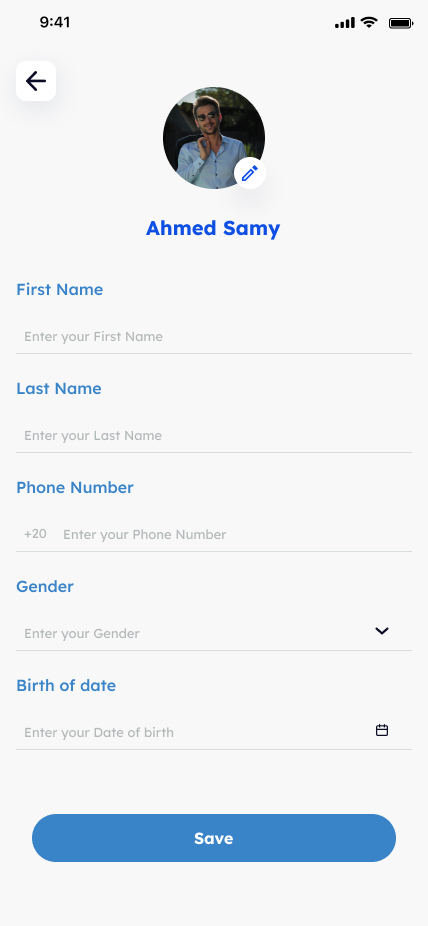 9:41
Ahmed Samy
First Name
Enter your First Name
Last Name
Enter your Last Name
Phone Number
+20 Enter your Phone Number
Gender
Enter your Gender
Birth of date
Enter your Date of birth
Save